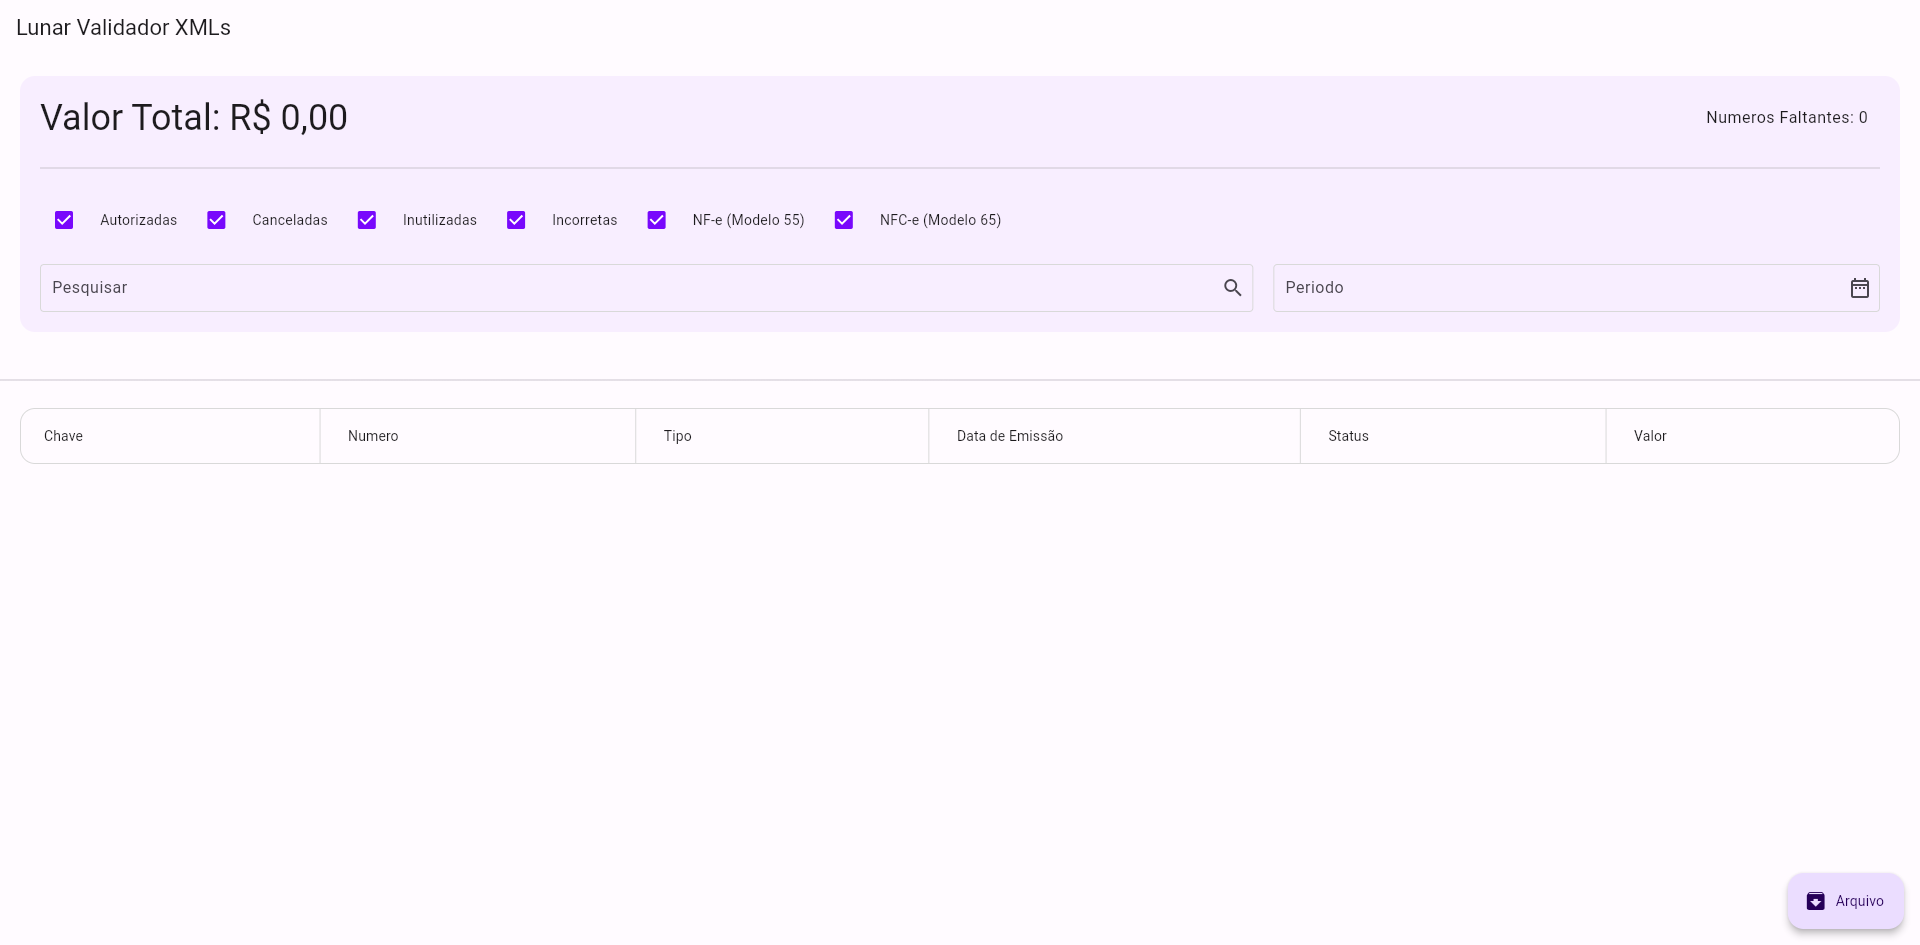 Lunar Validador XMLs
Valor Total: R$ 0,00
Numeros Faltantes: 0
Autorizadas Canceladas Inutilizadas Incorretas NF-e (Modelo 55) NFC-e (Modelo 65)
Pesquisar Periodo
Chave Numero Tipo Data de Emissão Status Valor
Arquivo